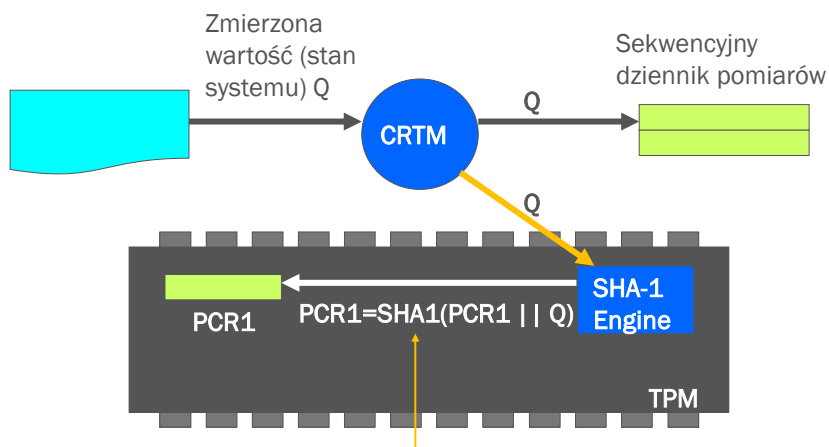 Zmierzona
wartość (stan
systemu) Q
Sekwencyjny
dziennik pomiarów
Q
CRTM
Q
SHA-1
Engine
PCR1=SHA1(PCR1 || Q)
PCR1
TPM